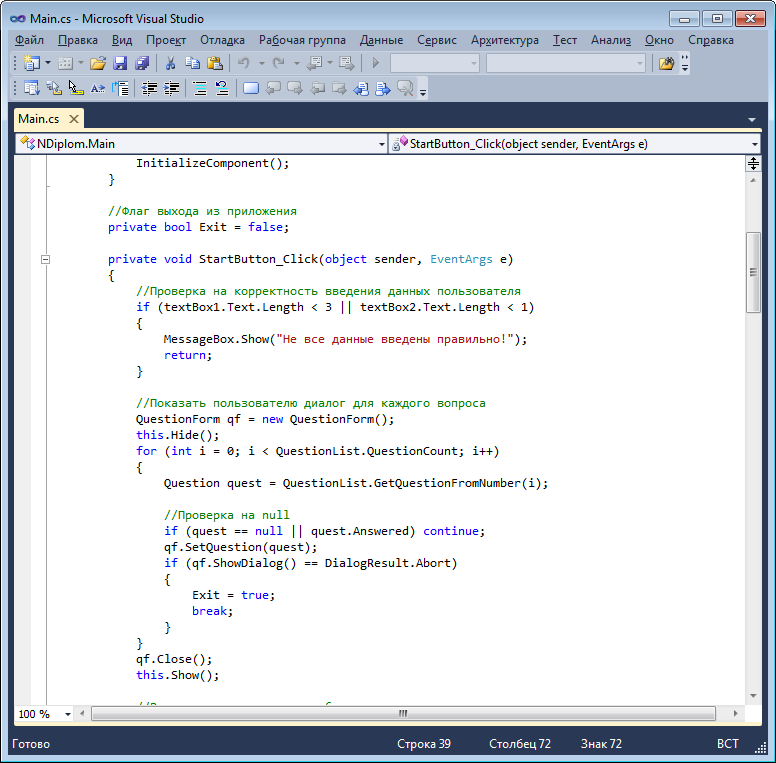 Main.cs - Microsoft Visual Studio
Файл Правка Вид Проект Отладка Рабочая группа Данные Сервис Архитектура Тест Анализ Окно Справка
Main.cs
NDiplom.Main StartButton_Click(object sender, EventArgs e)
InitializeComponent();
}
//Флаг выхода из приложения
private bool Exit = false;
private void StartButton_Click(object sender, EventArgs e)
{
//Проверка на корректность введения данных пользователя
if (textBox1.Text.Length < 3 || textBox2.Text.Length < 1)
{
MessageBox.Show("Не все данные введены правильно!");
return;
}
//Показать пользователю диалог для каждого вопроса
QuestionForm qf = new QuestionForm();
this.Hide();
for (int i = 0; i < QuestionList.QuestionCount; i++)
{
Question quest = QuestionList.GetQuestionFromNumber(i);
//Проверка на null
if (quest == null || quest.Answered) continue;
qf.SetQuestion(quest);
if (qf.ShowDialog() == DialogResult.Abort)
{
Exit = true;
break;
}
}
qf.Close();
this.Show();
100 %
Готово Строка 39 Столбец 72 Знак 72 ВСТ